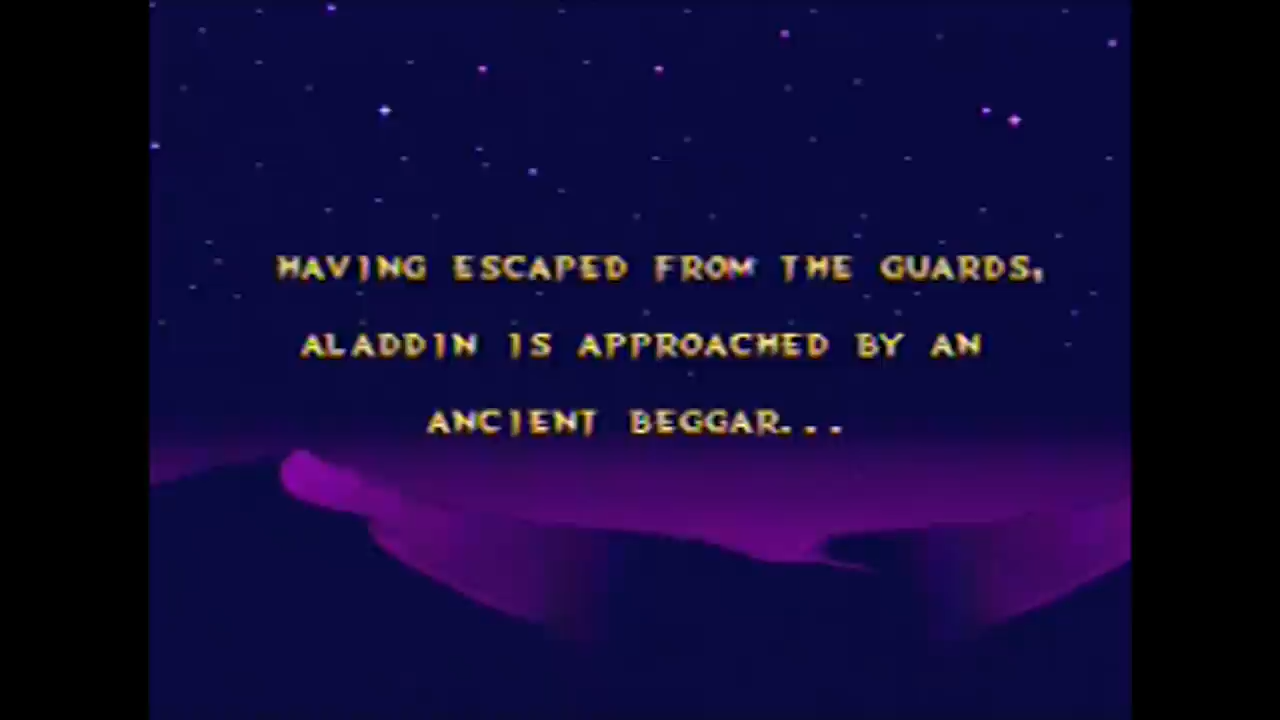 HAVING ESCAPED FROM THE GUARDS,
ALADDIN IS APPROACHED BY AN
ANCIENT BEGGAR...